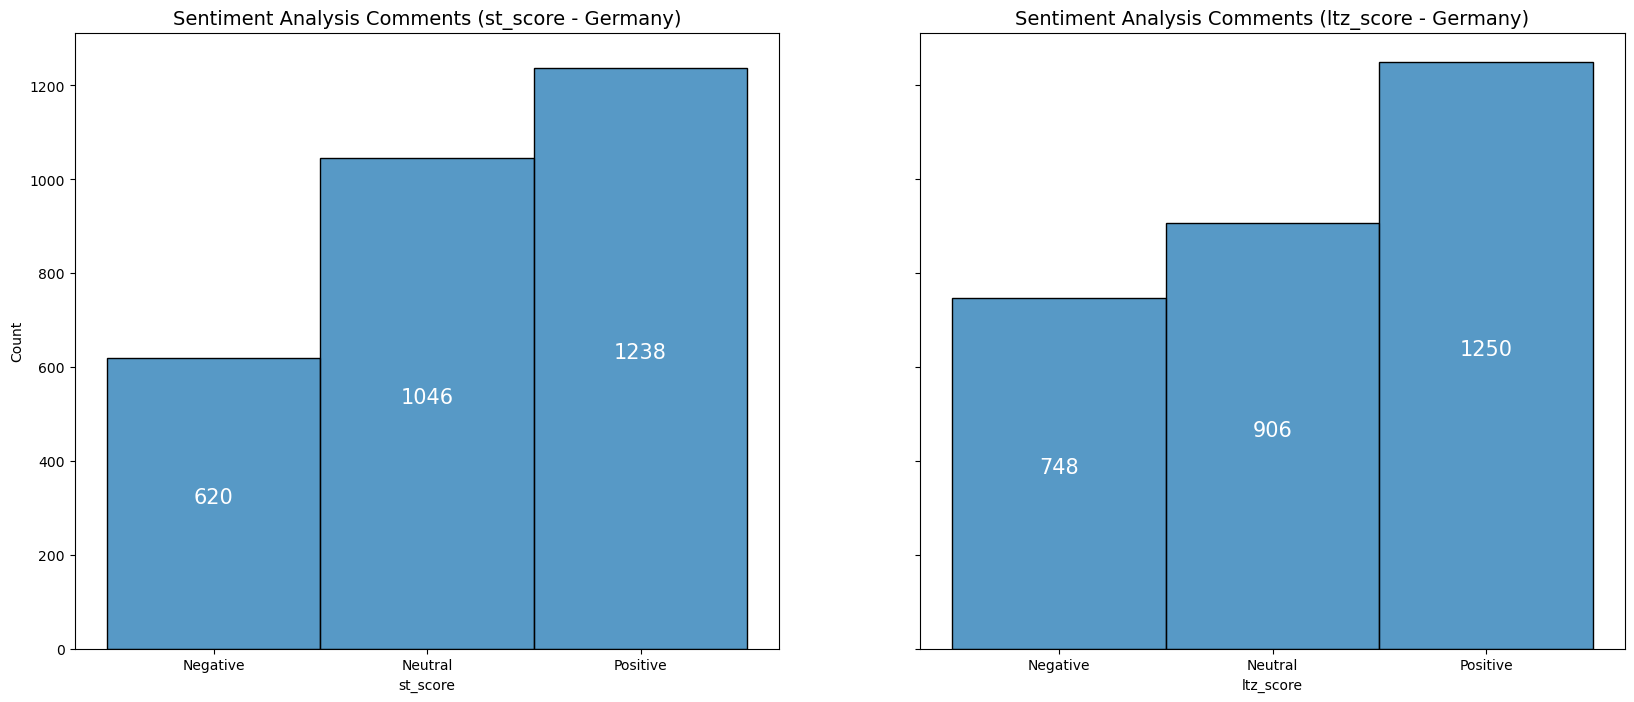 Sentiment Analysis Comments (st_score - Germany)
1200
1000
800
600
400
200
0
Count
620
1046
1238
Negative Neutral Positive
st_score
Sentiment Analysis Comments (ltz_score - Germany)
748
906
1250
Negative Neutral Positive
ltz_score